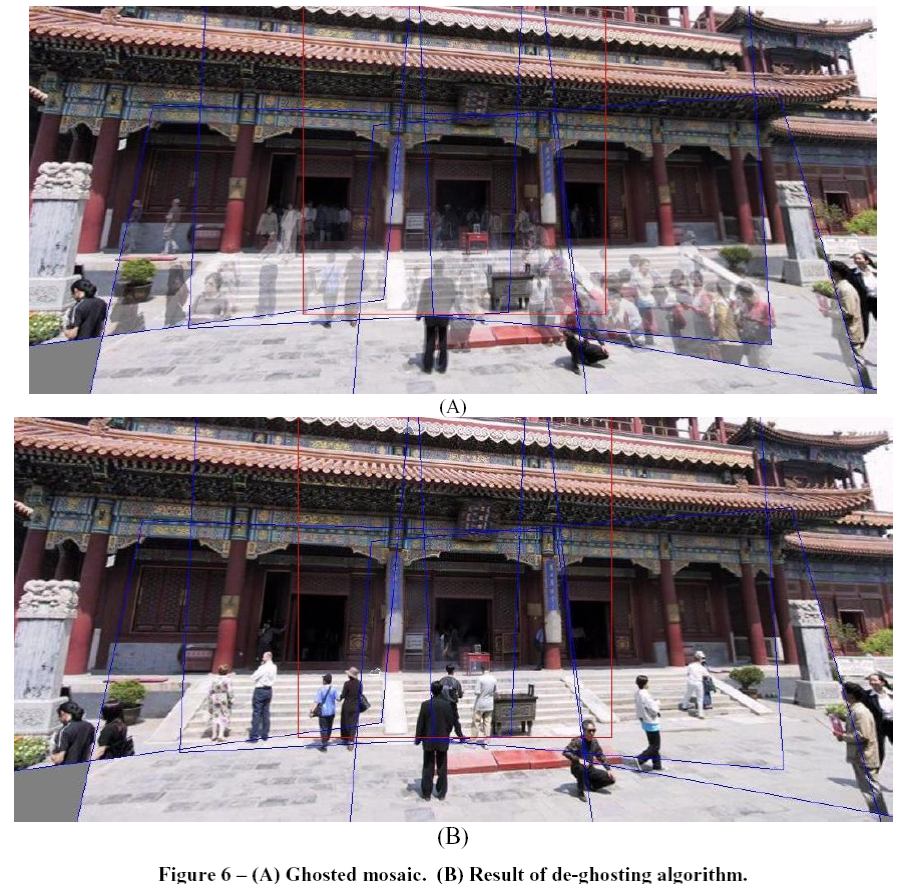 (A)
(B)
Figure 6 – (A) Ghosted mosaic. (B) Result of de-ghosting algorithm.